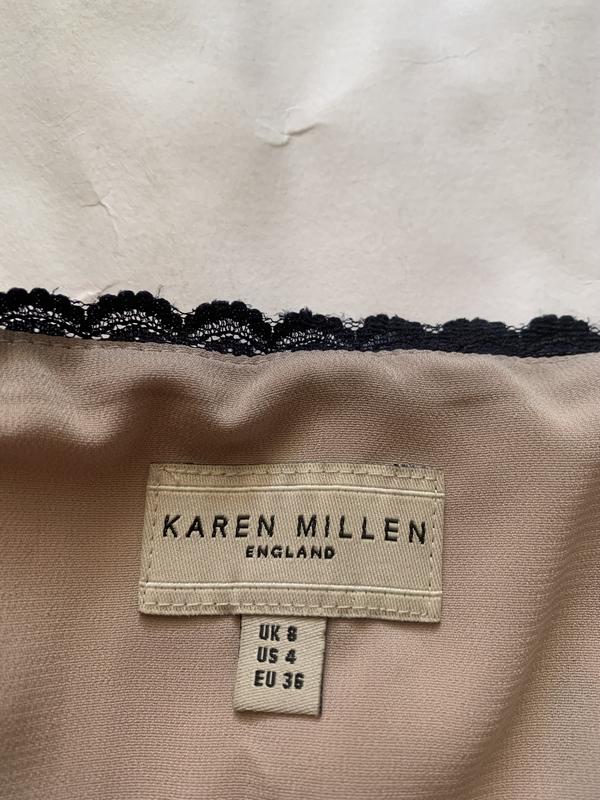 KAREN MILLEN
ENGLAND
UK 8
US 4
EU 36